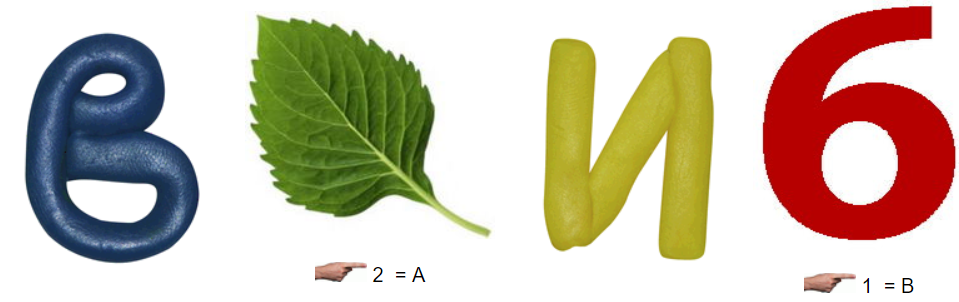 В И б
2 = А
1 = В